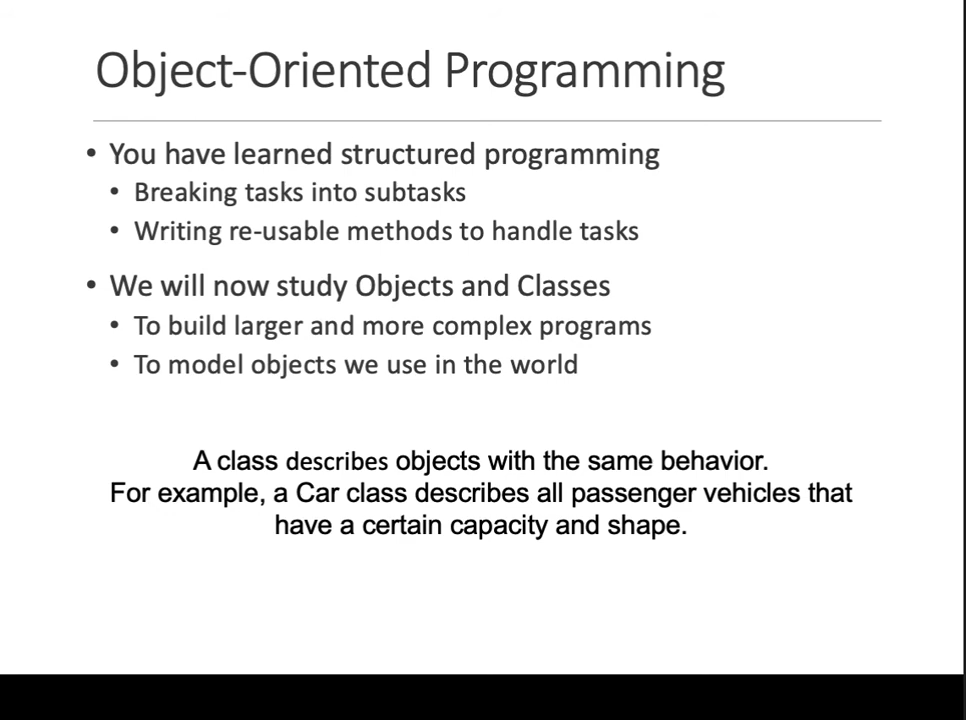 Object-Oriented Programming
• You have learned structured programming
• Breaking tasks into subtasks
• Writing re-usable methods to handle tasks
• We will now study Objects and Classes
• To build larger and more complex programs
• To model objects we use in the world
A class describes objects with the same behavior.
For example, a Car class describes all passenger vehicles that
have a certain capacity and shape.